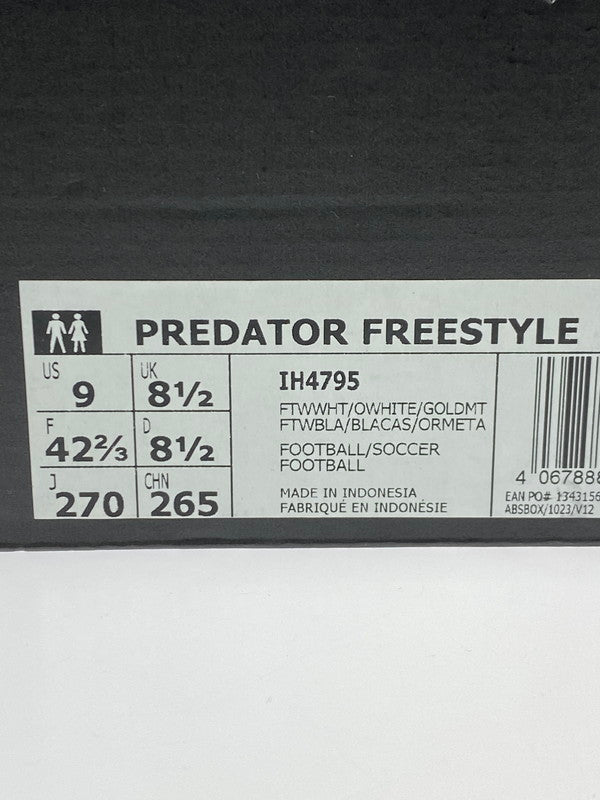 PREDATOR FREESTYLE
US 9
UK 8½
F 42⅔
D 8½
J 270
CHN 265
IH4795
FTWWHT/OWHITE/GOLDMT
FTWBLA/BLACAS/ORMETA
FOOTBALL/SOCCER
FOOTBALL
MADE IN INDONESIA
FABRIQUÉ EN INDONÉSIE
4 067888
EAN PO# 1343156
ABSBOX/1023/V12